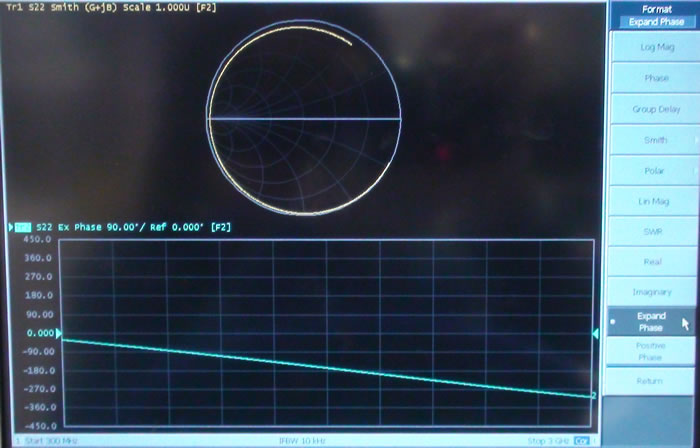 Tr1 S22 Smith (G+jB) Scale 1.000U [F2]
S22 Ex Phase 90.00°/ Ref 0.000° [F2]
450.0
360.0
270.0
180.0
90.00
0.000
-90.00
-180.0
-270.0
-360.0
-450.0
2
1 Start 300 MHz
IFBW 10 kHz
Stop 3 GHz
Cor
Format
Expand Phase
Log Mag
Phase
Group Delay
Smith
Polar
Lin Mag
SWR
Real
Imaginary
Expand
Phase
Positive
Phase
Return